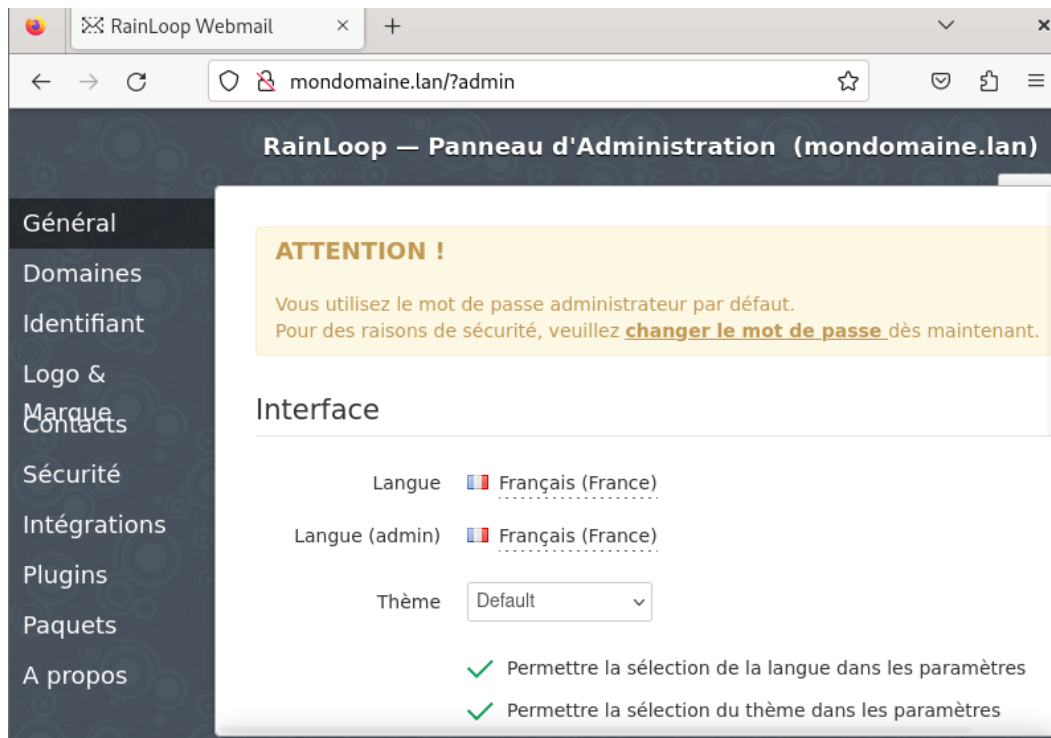 RainLoop Webmail
mondomaine.lan/?admin
RainLoop — Panneau d'Administration (mondomaine.lan)
Général
Domaines
Identifiant
Logo &
Marque
Contacts
Sécurité
Intégrations
Plugins
Paquets
A propos
ATTENTION !
Vous utilisez le mot de passe administrateur par défaut.
Pour des raisons de sécurité, veuillez changer le mot de passe dès maintenant.
Interface
Langue Français (France)
Langue (admin) Français (France)
Thème Default
Permettre la sélection de la langue dans les paramètres
Permettre la sélection du thème dans les paramètres